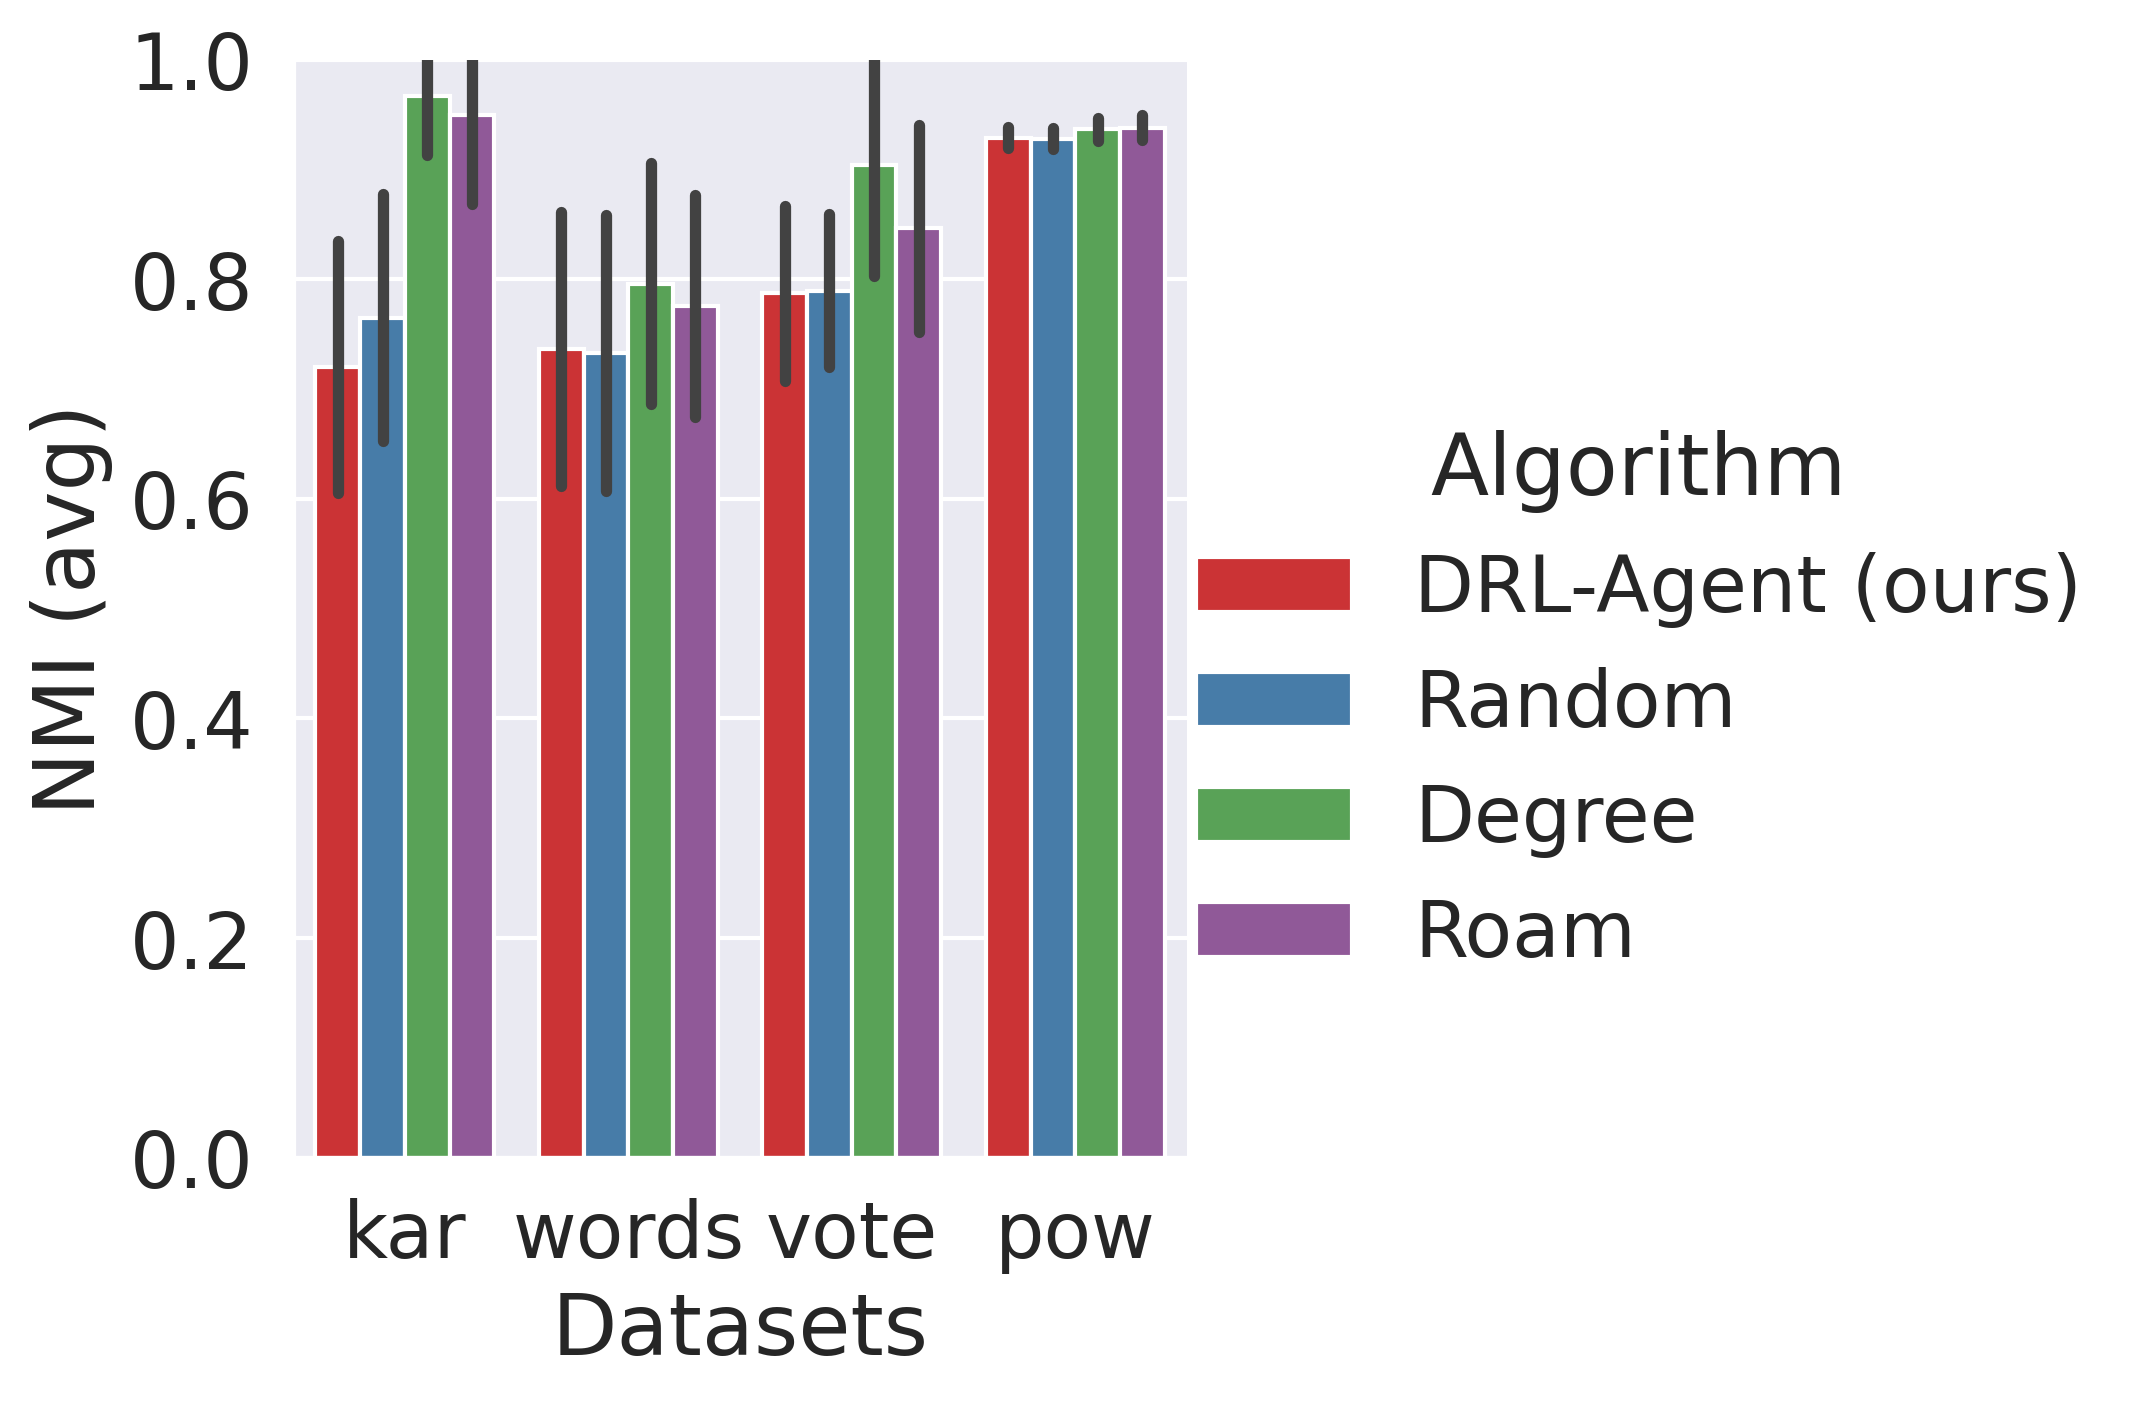 1.0
0.8
0.6
0.4
0.2
0.0
NMI (avg)
kar words vote pow
Datasets
Algorithm
DRL-Agent (ours)
Random
Degree
Roam